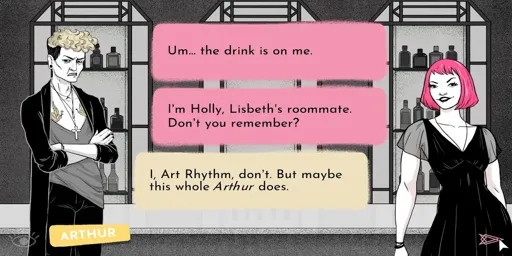 Um... the drink is on me.
I'm Holly, Lisbeth's roommate.
Don't you remember?
I, Art Rhythm, don't. But maybe
this whole Arthur does.
ARTHUR